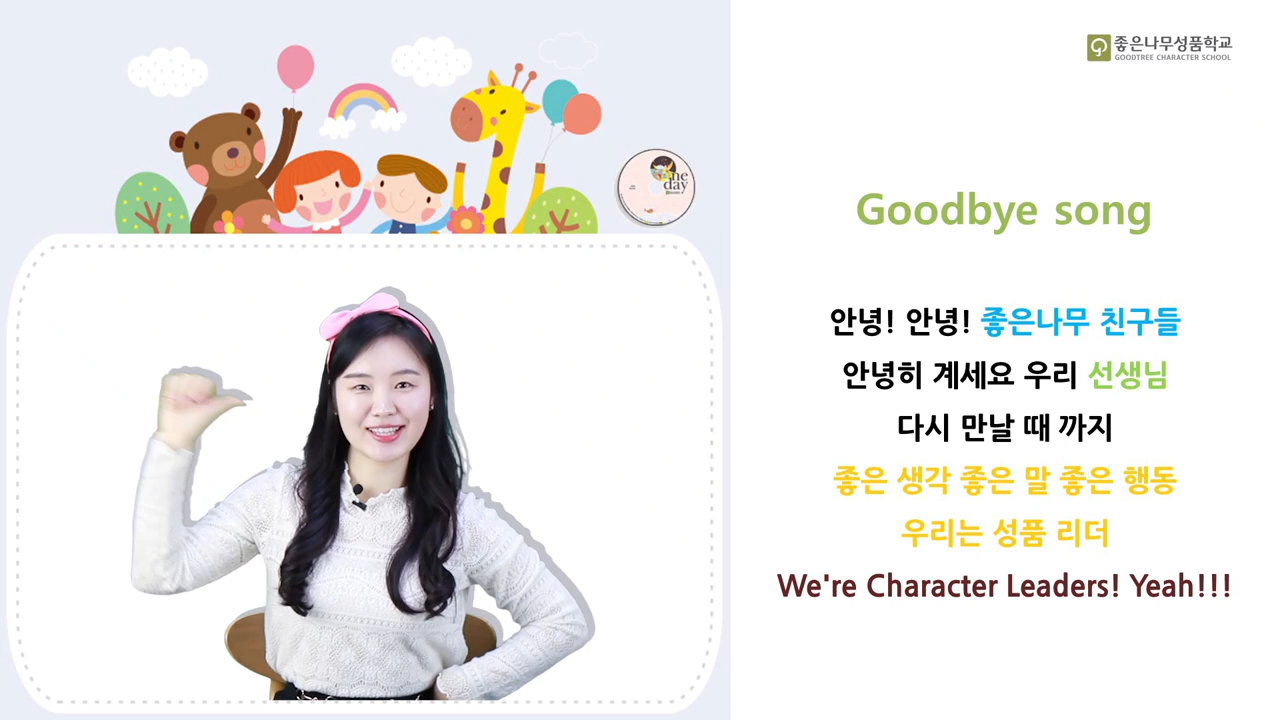 좋은나무성품학교
GOODTREE CHARACTER SCHOOL
one
day
Goodbye song
안녕! 안녕! 좋은나무 친구들
안녕히 계세요 우리 선생님
다시 만날 때 까지
좋은 생각 좋은 말 좋은 행동
우리는 성품 리더
We're Character Leaders! Yeah!!!